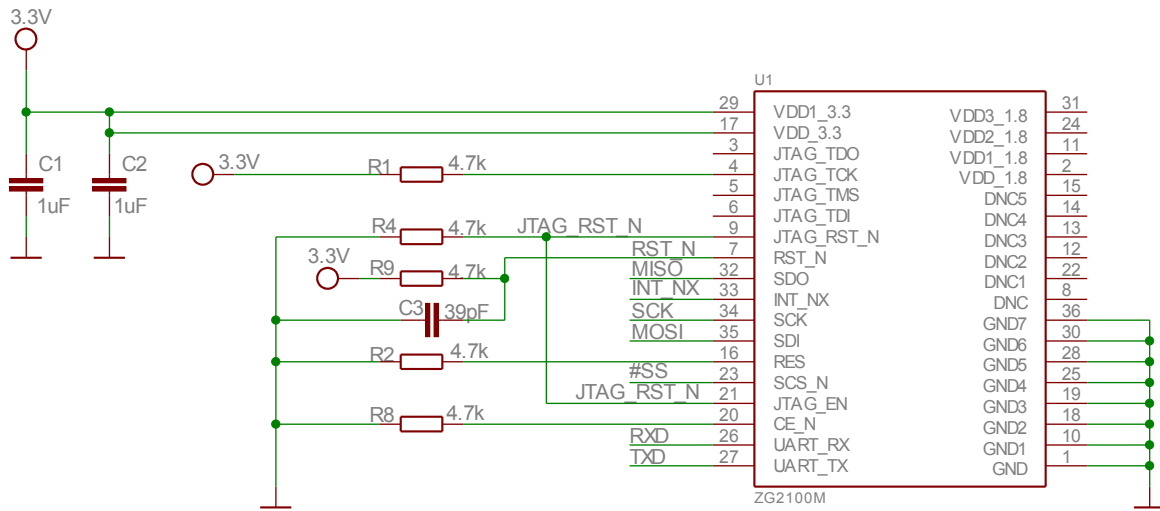 3.3V
U1
29 VDD1_3.3 VDD3_1.8 31
17 VDD_3.3 VDD2_1.8 24
3 JTAG_TDO VDD1_1.8 11
C1 C2 3.3V R1 4.7k 4 JTAG_TCK VDD_1.8 2
1uF 1uF 5 JTAG_TMS DNC5 15
6 JTAG_TDI DNC4 14
R4 4.7k JTAG_RST_N 9 JTAG_RST_N DNC3 13
3.3V RST_N 7 RST_N DNC2 12
R9 4.7k MISO 32 SDO DNC1 22
INT_NX 33 INT_NX DNC 8
C3 39pF SCK 34 SCK GND7 36
MOSI 35 SDI GND6 30
R2 4.7k 16 RES GND5 28
#SS 23 SCS_N GND4 25
JTAG_RST_N 21 JTAG_EN GND3 19
R8 4.7k 20 CE_N GND2 18
RXD 26 UART_RX GND1 10
TXD 27 UART_TX GND 1
ZG2100M